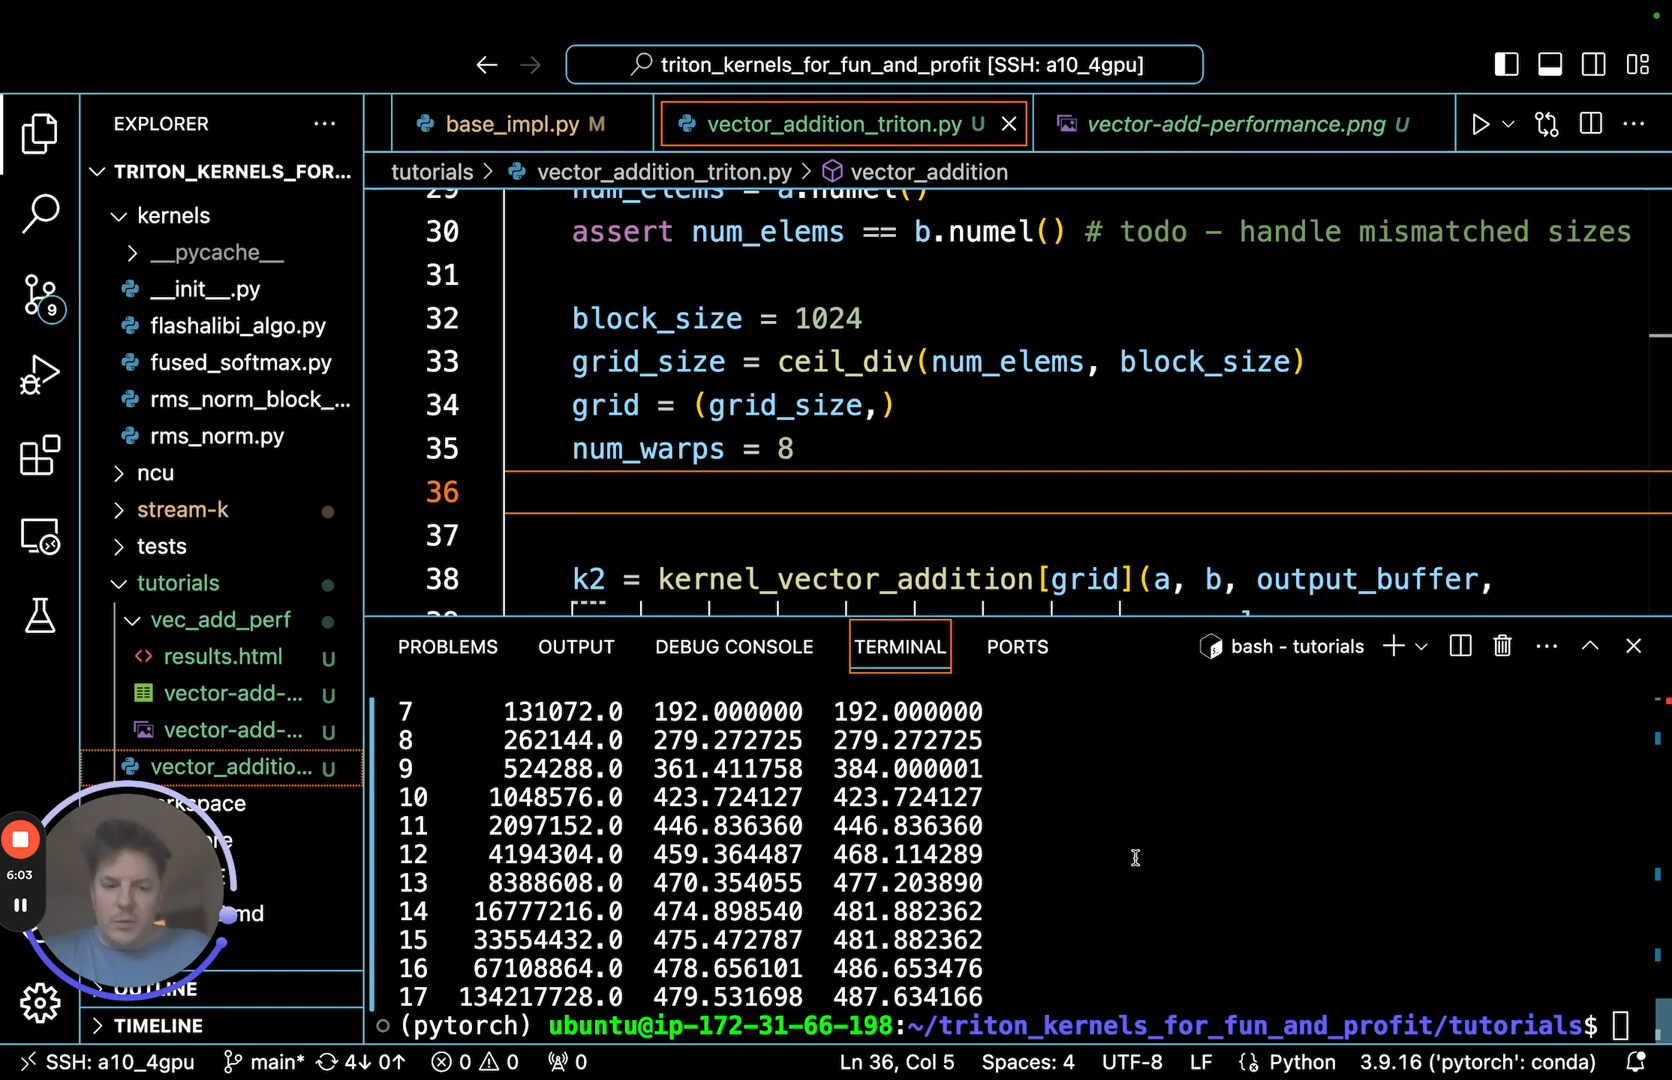 triton_kernels_for_fun_and_profit [SSH: a10_4gpu]
EXPLORER
base_impl.py M
vector_addition_triton.py U
vector-add-performance.png U
TRITON_KERNELS_FOR...
tutorials > vector_addition_triton.py > vector_addition
kernels
__pycache__
__init__.py
flashalibi_algo.py
fused_softmax.py
rms_norm_block_...
rms_norm.py
ncu
stream-k
tests
tutorials
vec_add_perf
results.html U
vector-add-... U
vector-add-... U
vector_additio... U
9
29 num_elems = a.numel()
30 assert num_elems == b.numel() # todo - handle mismatched sizes
31
32 block_size = 1024
33 grid_size = ceil_div(num_elems, block_size)
34 grid = (grid_size,)
35 num_warps = 8
36
37
38 k2 = kernel_vector_addition[grid](a, b, output_buffer,
PROBLEMS OUTPUT DEBUG CONSOLE TERMINAL PORTS bash - tutorials
7 131072.0 192.000000 192.000000
8 262144.0 279.272725 279.272725
9 524288.0 361.411758 384.000001
10 1048576.0 423.724127 423.724127
11 2097152.0 446.836360 446.836360
12 4194304.0 459.364487 468.114289
13 8388608.0 470.354055 477.203890
14 16777216.0 474.898540 481.882362
15 33554432.0 475.472787 481.882362
16 67108864.0 478.656101 486.653476
17 134217728.0 479.531698 487.634166
(pytorch) ubuntu@ip-172-31-66-198:~/triton_kernels_for_fun_and_profit/tutorials$
6:03
OUTLINE
TIMELINE
SSH: a10_4gpu main* 4↓ 0↑ 0 0 0 Ln 36, Col 5 Spaces: 4 UTF-8 LF Python 3.9.16 ('pytorch': conda)